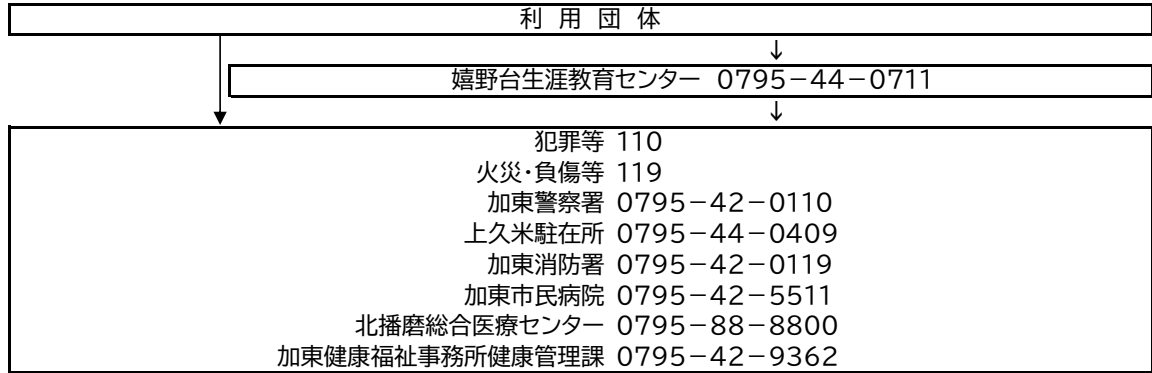 利 用 団 体
↓
嬉野台生涯教育センター 0795－44－0711
↓
犯罪等 110
火災・負傷等 119
加東警察署 0795－42－0110
上久米駐在所 0795－44－0409
加東消防署 0795－42－0119
加東市民病院 0795－42－5511
北播磨総合医療センター 0795－88－8800
加東健康福祉事務所健康管理課 0795－42－9362